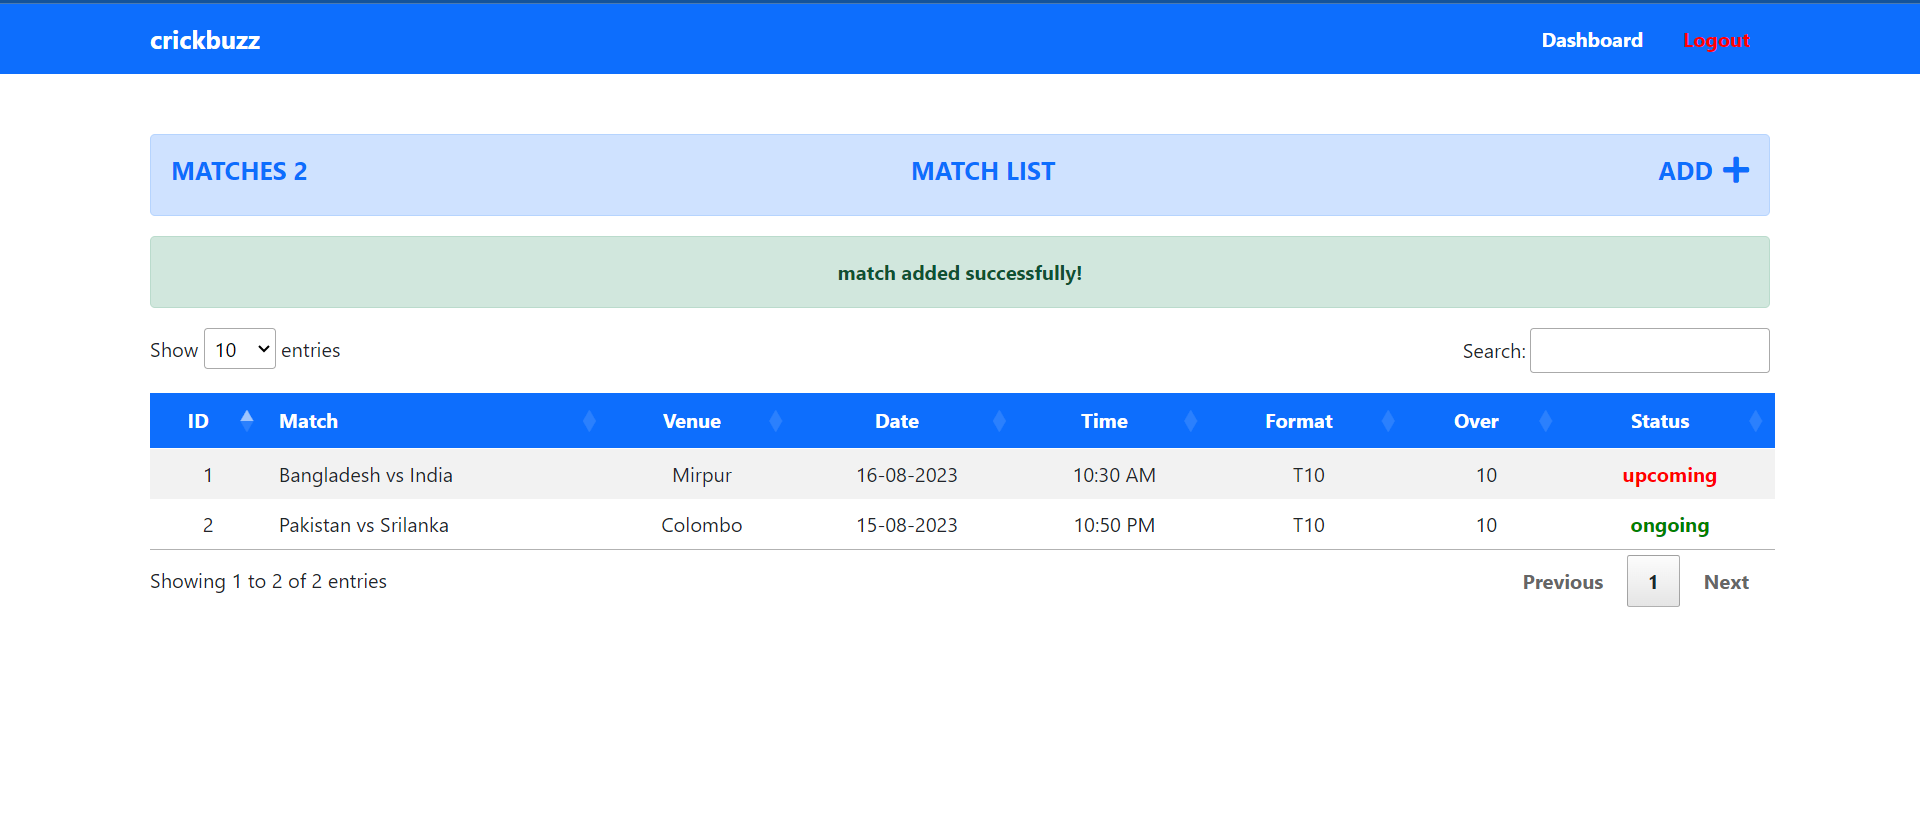 crickbuzz Dashboard Logout
MATCHES 2 MATCH LIST ADD
match added successfully!
Show 10 entries Search:
ID Match Venue Date Time Format Over Status
1 Bangladesh vs India Mirpur 16-08-2023 10:30 AM T10 10 upcoming
2 Pakistan vs Srilanka Colombo 15-08-2023 10:50 PM T10 10 ongoing
Showing 1 to 2 of 2 entries Previous 1 Next